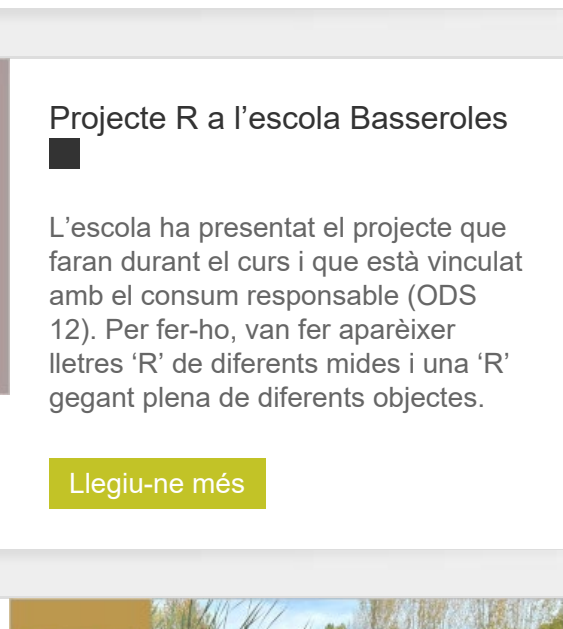 Projecte R a l’escola Basseroles
L’escola ha presentat el projecte que
faran durant el curs i que està vinculat
amb el consum responsable (ODS
12). Per fer-ho, van fer aparèixer
lletres ‘R’ de diferents mides i una ‘R’
gegant plena de diferents objectes.
Llegiu-ne més